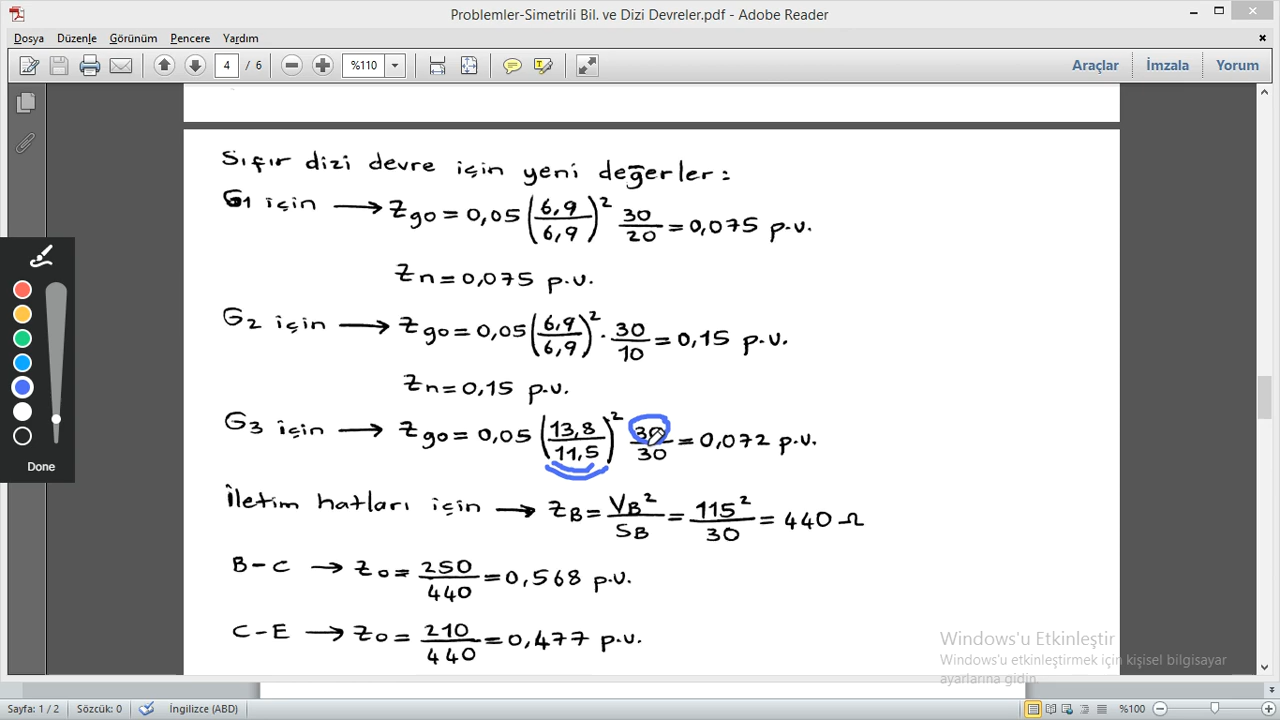 Problemler-Simetrili Bil. ve Dizi Devreler.pdf - Adobe Reader
Dosya Düzenle Görünüm Pencere Yardım
4 / 6 %110 Araçlar İmzala Yorum
Sıfır dizi devre için yeni değerler:
G1 için → Zg0 = 0,05 (6,9/6,9)² 30/20 = 0,075 p.u.
Zn = 0,075 p.u.
G2 için → Zg0 = 0,05 (6,9/6,9)² · 30/10 = 0,15 p.u.
Zn = 0,15 p.u.
G3 için → Zg0 = 0,05 (13,8/11,5)² 30/30 = 0,072 p.u.
İletim hatları için → ZB = VB²/SB = 115²/30 = 440 Ω
B-C → Z0 = 250/440 = 0,568 p.u.
C-E → Z0 = 210/440 = 0,477 p.u.
Done
Windows'u Etkinleştir
Windows'u etkinleştirmek için kişisel bilgisayar
ayarlarına gidin.
Sayfa: 1 / 2 Sözcük: 0 İngilizce (ABD) %100